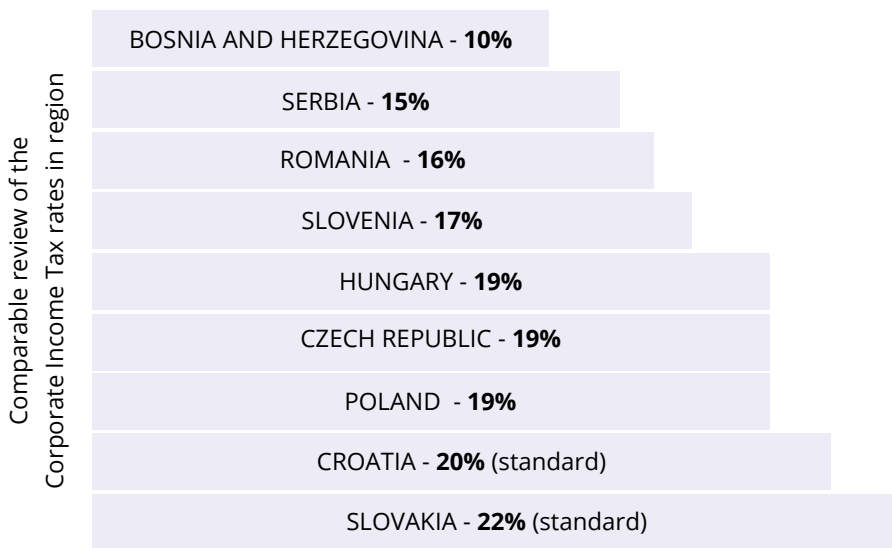 Comparable review of the
Corporate Income Tax rates in region
BOSNIA AND HERZEGOVINA - 10%
SERBIA - 15%
ROMANIA - 16%
SLOVENIA - 17%
HUNGARY - 19%
CZECH REPUBLIC - 19%
POLAND - 19%
CROATIA - 20% (standard)
SLOVAKIA - 22% (standard)